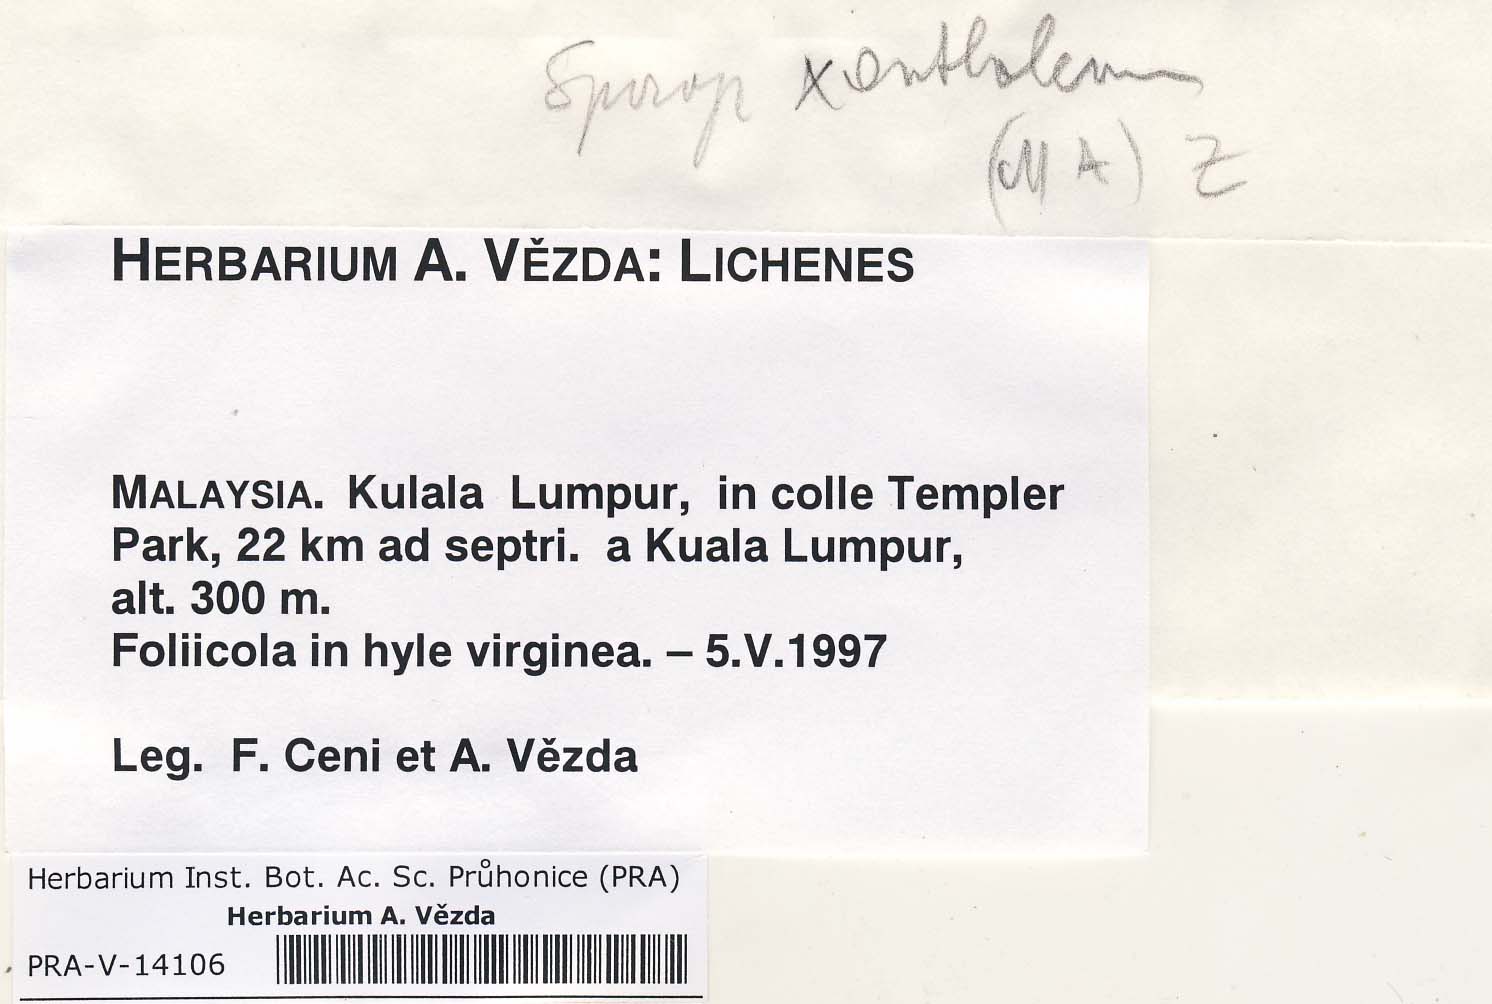 Sporop xantholeu
(MA) Z
HERBARIUM A. VĚZDA: LICHENES
MALAYSIA. Kulala Lumpur, in colle Templer
Park, 22 km ad septri. a Kuala Lumpur,
alt. 300 m.
Foliicola in hyle virginea. – 5.V.1997
Leg. F. Ceni et A. Vězda
Herbarium Inst. Bot. Ac. Sc. Průhonice (PRA)
Herbarium A. Vězda
PRA-V-14106